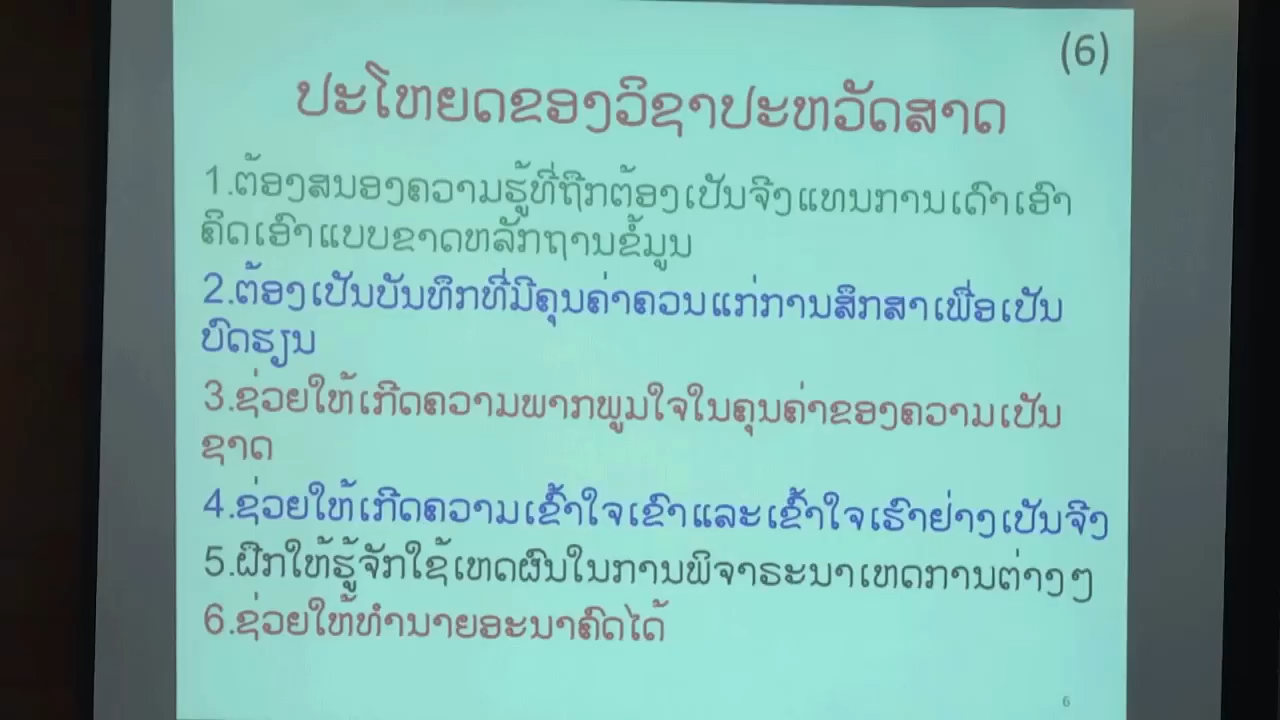 (6)
ປະໂຫຍດຂອງວິຊາປະຫວັດສາດ
1.ຕ້ອງສນອງຄວາມຮູ້ທີ່ຖືກຕ້ອງເປັນຈີງແທນການເດົາເອົາ
ຄິດເອົາແບບຂາດຫລັກຖານຂໍ້ມູນ
2.ຕ້ອງເປັນບັນທຶກທີ່ມີຄຸນຄ່າຄວນແກ່ການສຶກສາເພື່ອເປັນ
ບົດຮຽນ
3.ຊ່ວຍໃຫ້ເກີດຄວາມພາກພູມໃຈໃນຄຸນຄ່າຂອງຄວາມເປັນ
ຊາດ
4.ຊ່ວຍໃຫ້ເກີດຄວາມເຂົ້າໃຈເຂົາແລະເຂົ້າໃຈເຮົາຢ່າງເປັນຈີງ
5.ຝຶກໃຫ້ຮູ້ຈັກໃຊ້ເຫດຜົນໃນການພິຈາຣະນາເຫດການຕ່າງໆ
6.ຊ່ວຍໃຫ້ທຳນາຍອະນາຄົດໄດ້
6